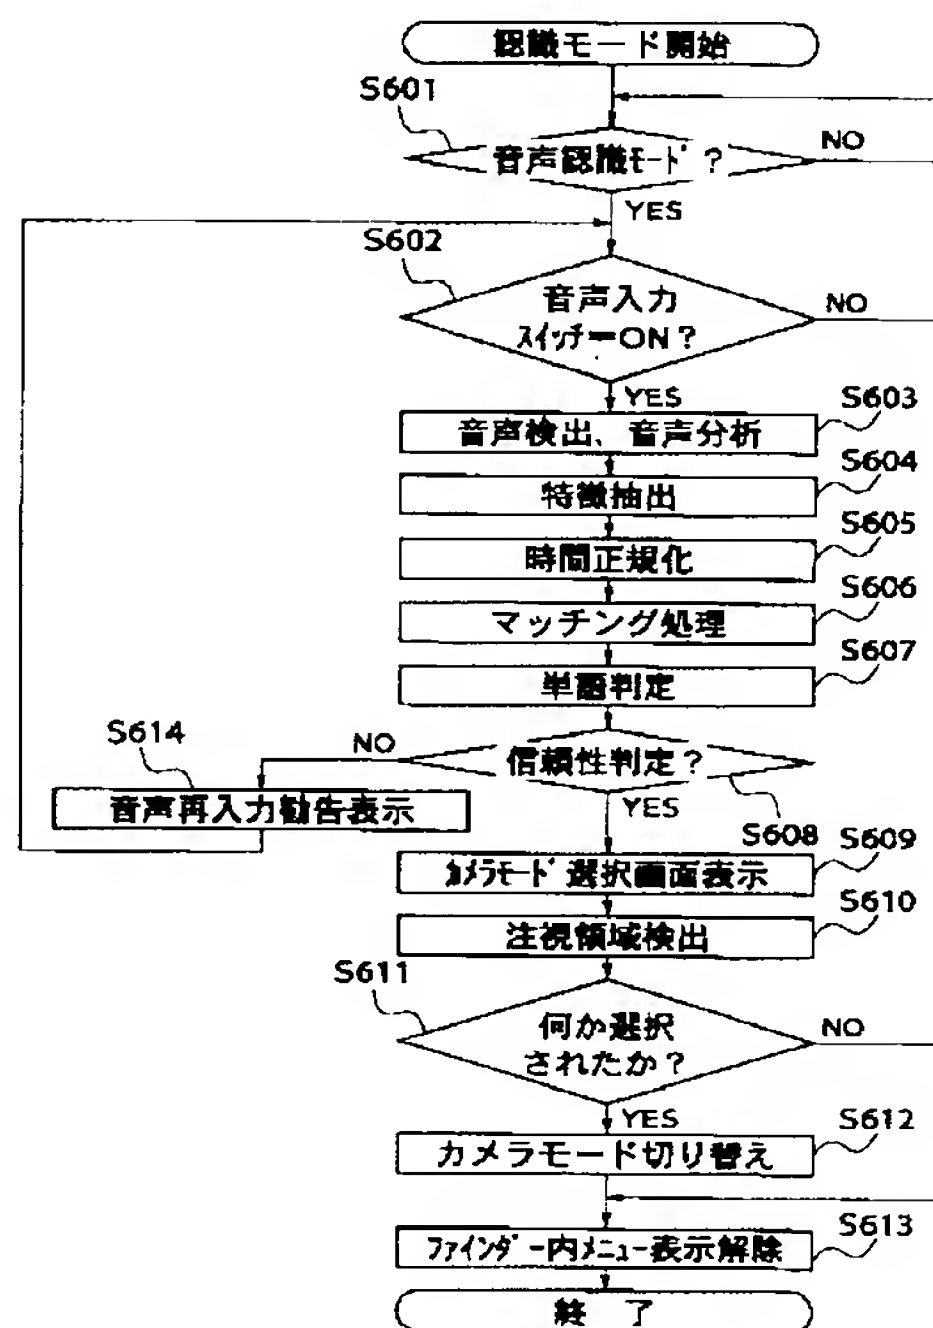 認識モード開始
S601
音声認識ﾓｰﾄﾞ?
NO
YES
S602
音声入力
ｽｲｯﾁーON?
NO
YES
S603
音声検出、音声分析
S604
特徴抽出
S605
時間正規化
S606
マッチング処理
S607
単語判定
S614
NO
信頼性判定?
YES
音声再入力勧告表示
S608
S609
ｶﾒﾗﾓｰﾄﾞ選択画面表示
S610
注視領域検出
S611
何か選択
されたか?
NO
YES
S612
カメラモード切り替え
S613
ﾌｧｲﾝﾀﾞｰ内ﾒﾆｭｰ表示解除
終 了